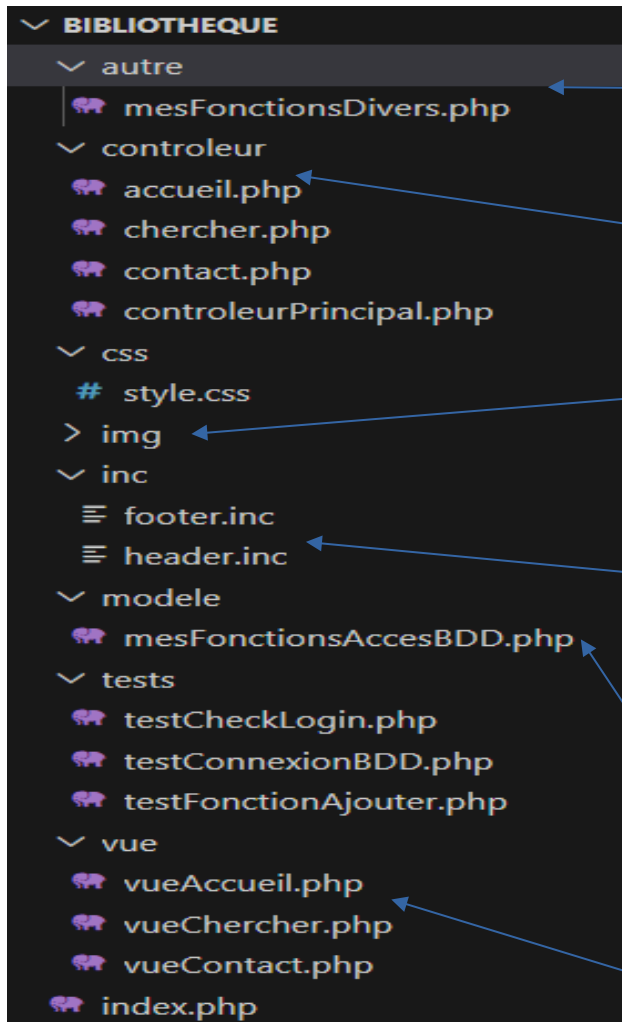 BIBLIOTHEQUE
autre
mesFonctionsDivers.php
controleur
accueil.php
chercher.php
contact.php
controleurPrincipal.php
css
# style.css
img
inc
footer.inc
header.inc
modele
mesFonctionsAccesBDD.php
tests
testCheckLogin.php
testConnexionBDD.php
testFonctionAjouter.php
vue
vueAccueil.php
vueChercher.php
vueContact.php
index.php